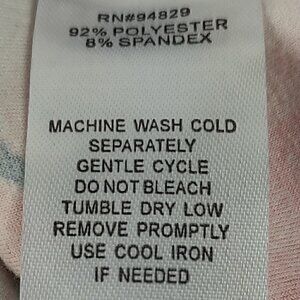 RN#94829
92% POLYESTER
8% SPANDEX
MACHINE WASH COLD
SEPARATELY
GENTLE CYCLE
DO NOT BLEACH
TUMBLE DRY LOW
REMOVE PROMPTLY
USE COOL IRON
IF NEEDED